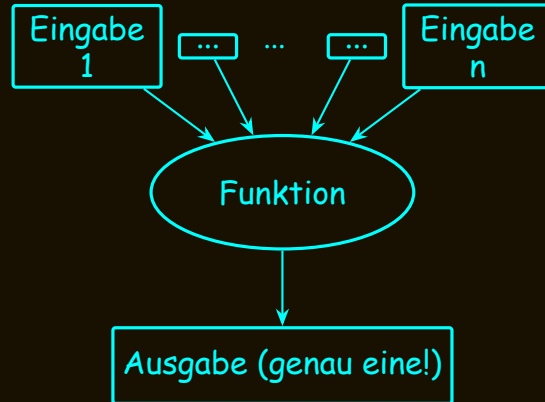 Eingabe
1
...
...
...
Eingabe
n
Funktion
Ausgabe (genau eine!)